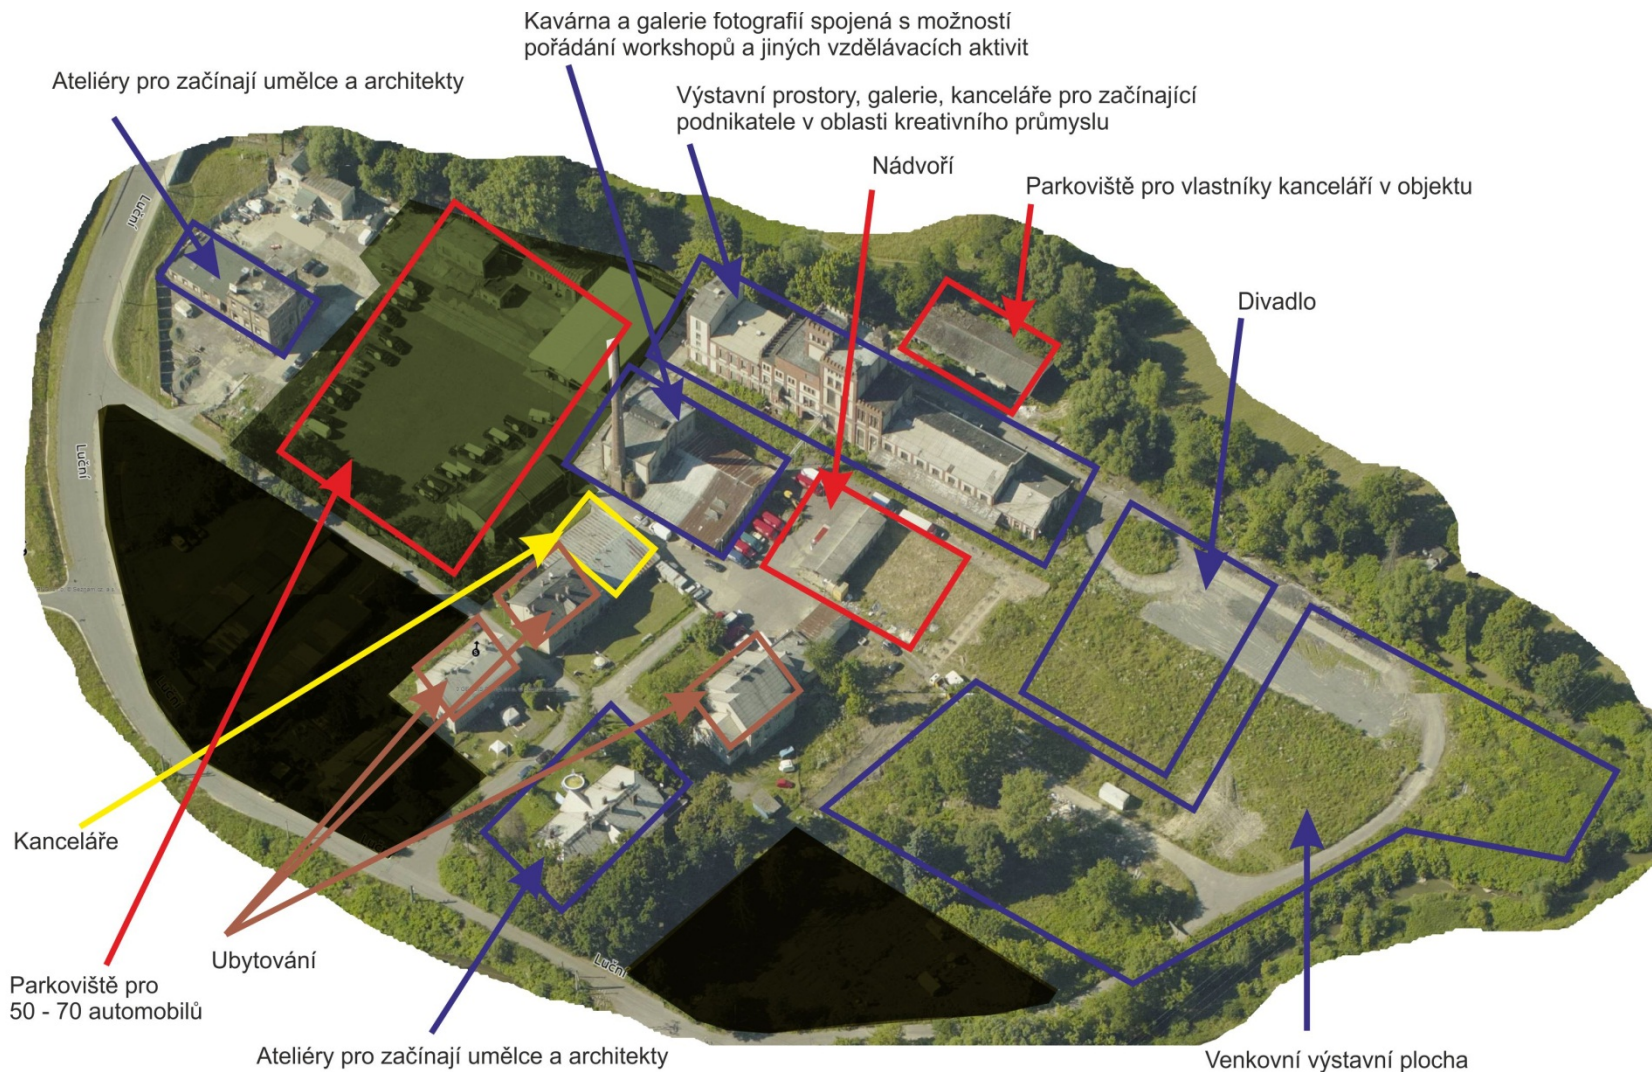 Kavárna a galerie fotografií spojená s možností
pořádání workshopů a jiných vzdělávacích aktivit
Ateliéry pro začínají umělce a architekty
Výstavní prostory, galerie, kanceláře pro začínající
podnikatele v oblasti kreativního průmyslu
Nádvoří
Parkoviště pro vlastníky kanceláří v objektu
Luční
Divadlo
Luční
Luční
Kanceláře
Ubytování
Luční
Parkoviště pro
50 - 70 automobilů
Ateliéry pro začínají umělce a architekty
Venkovní výstavní plocha